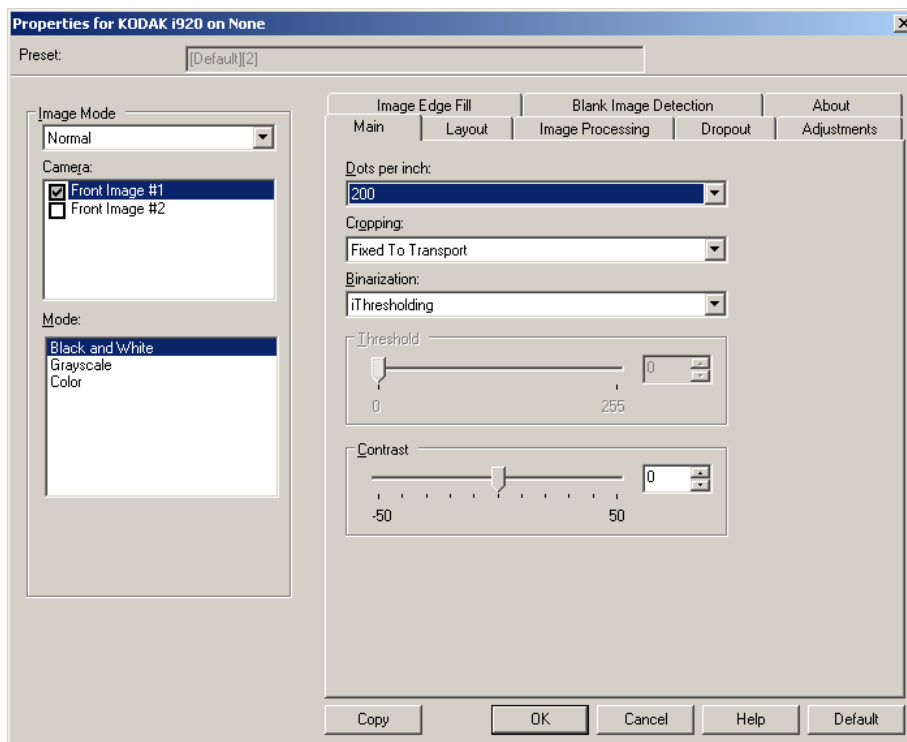 Properties for KODAK i920 on None
Preset:
[Default][2]
Image Mode
Normal
Camera:
Front Image #1
Front Image #2
Mode:
Black and White
Grayscale
Color
Image Edge Fill
Blank Image Detection
About
Main
Layout
Image Processing
Dropout
Adjustments
Dots per inch:
200
Cropping:
Fixed To Transport
Binarization:
iThresholding
Threshold
0
0 255
Contrast
0
-50 50
Copy
OK
Cancel
Help
Default